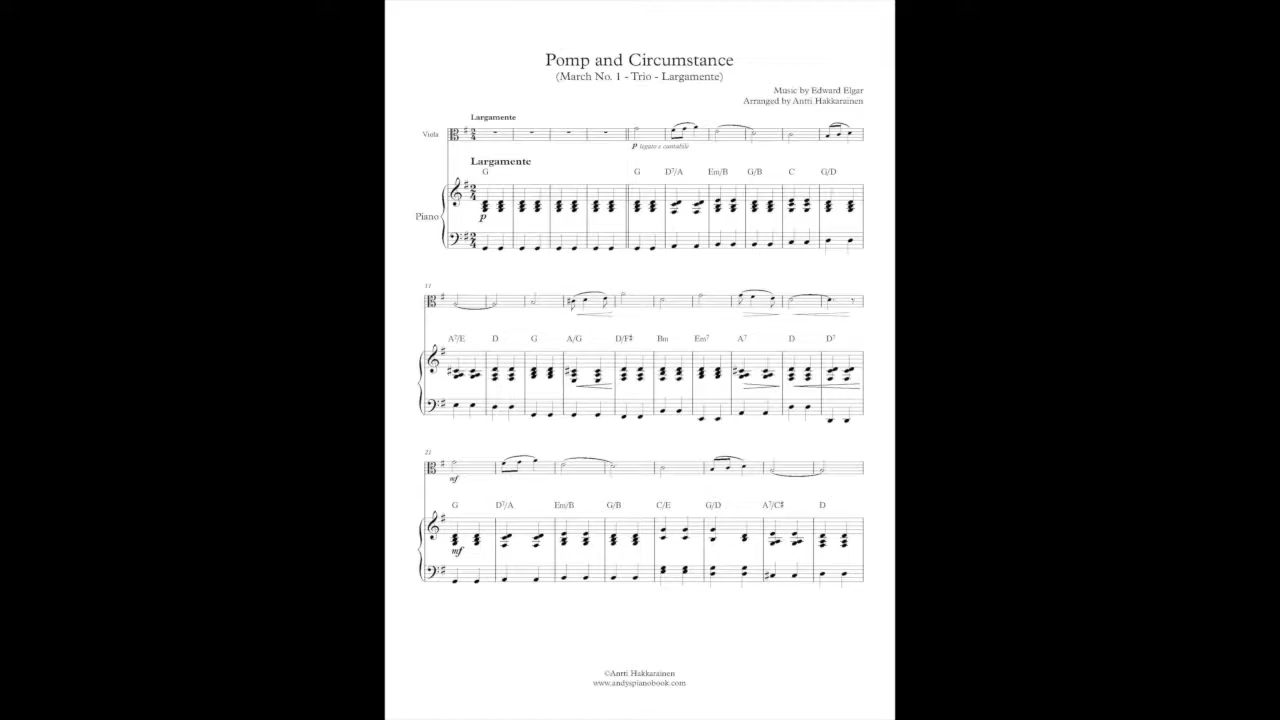 Pomp and Circumstance
(March No. 1 - Trio - Largamente)
Music by Edward Elgar
Arranged by Antti Hakkarainen
Largamente
Viola
p legato e cantabile
Largamente
G G D7/A Em/B G/B C G/D
Piano
p
11
A7/E D G A/G D/F♯ Bm Em7 A7 D D7
21
mf
G D7/A Em/B G/B C/E G/D A7/C♯ D
mf
©Antti Hakkarainen
www.andyspianobook.com